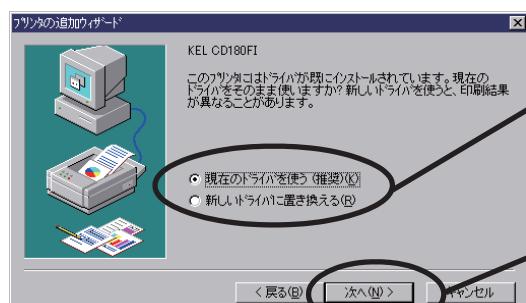 プリンタの追加ウィザード
KEL CD180FI
このプリンタにはドライバが既にインストールされています。現在の
ドライバをそのまま使いますか? 新しいドライバを使うと、印刷結果
が異なることがあります。
現在のドライバを使う (推奨)(K)
新しいドライバに置き換える(R)
< 戻る(B)
次へ(N) >
キャンセル